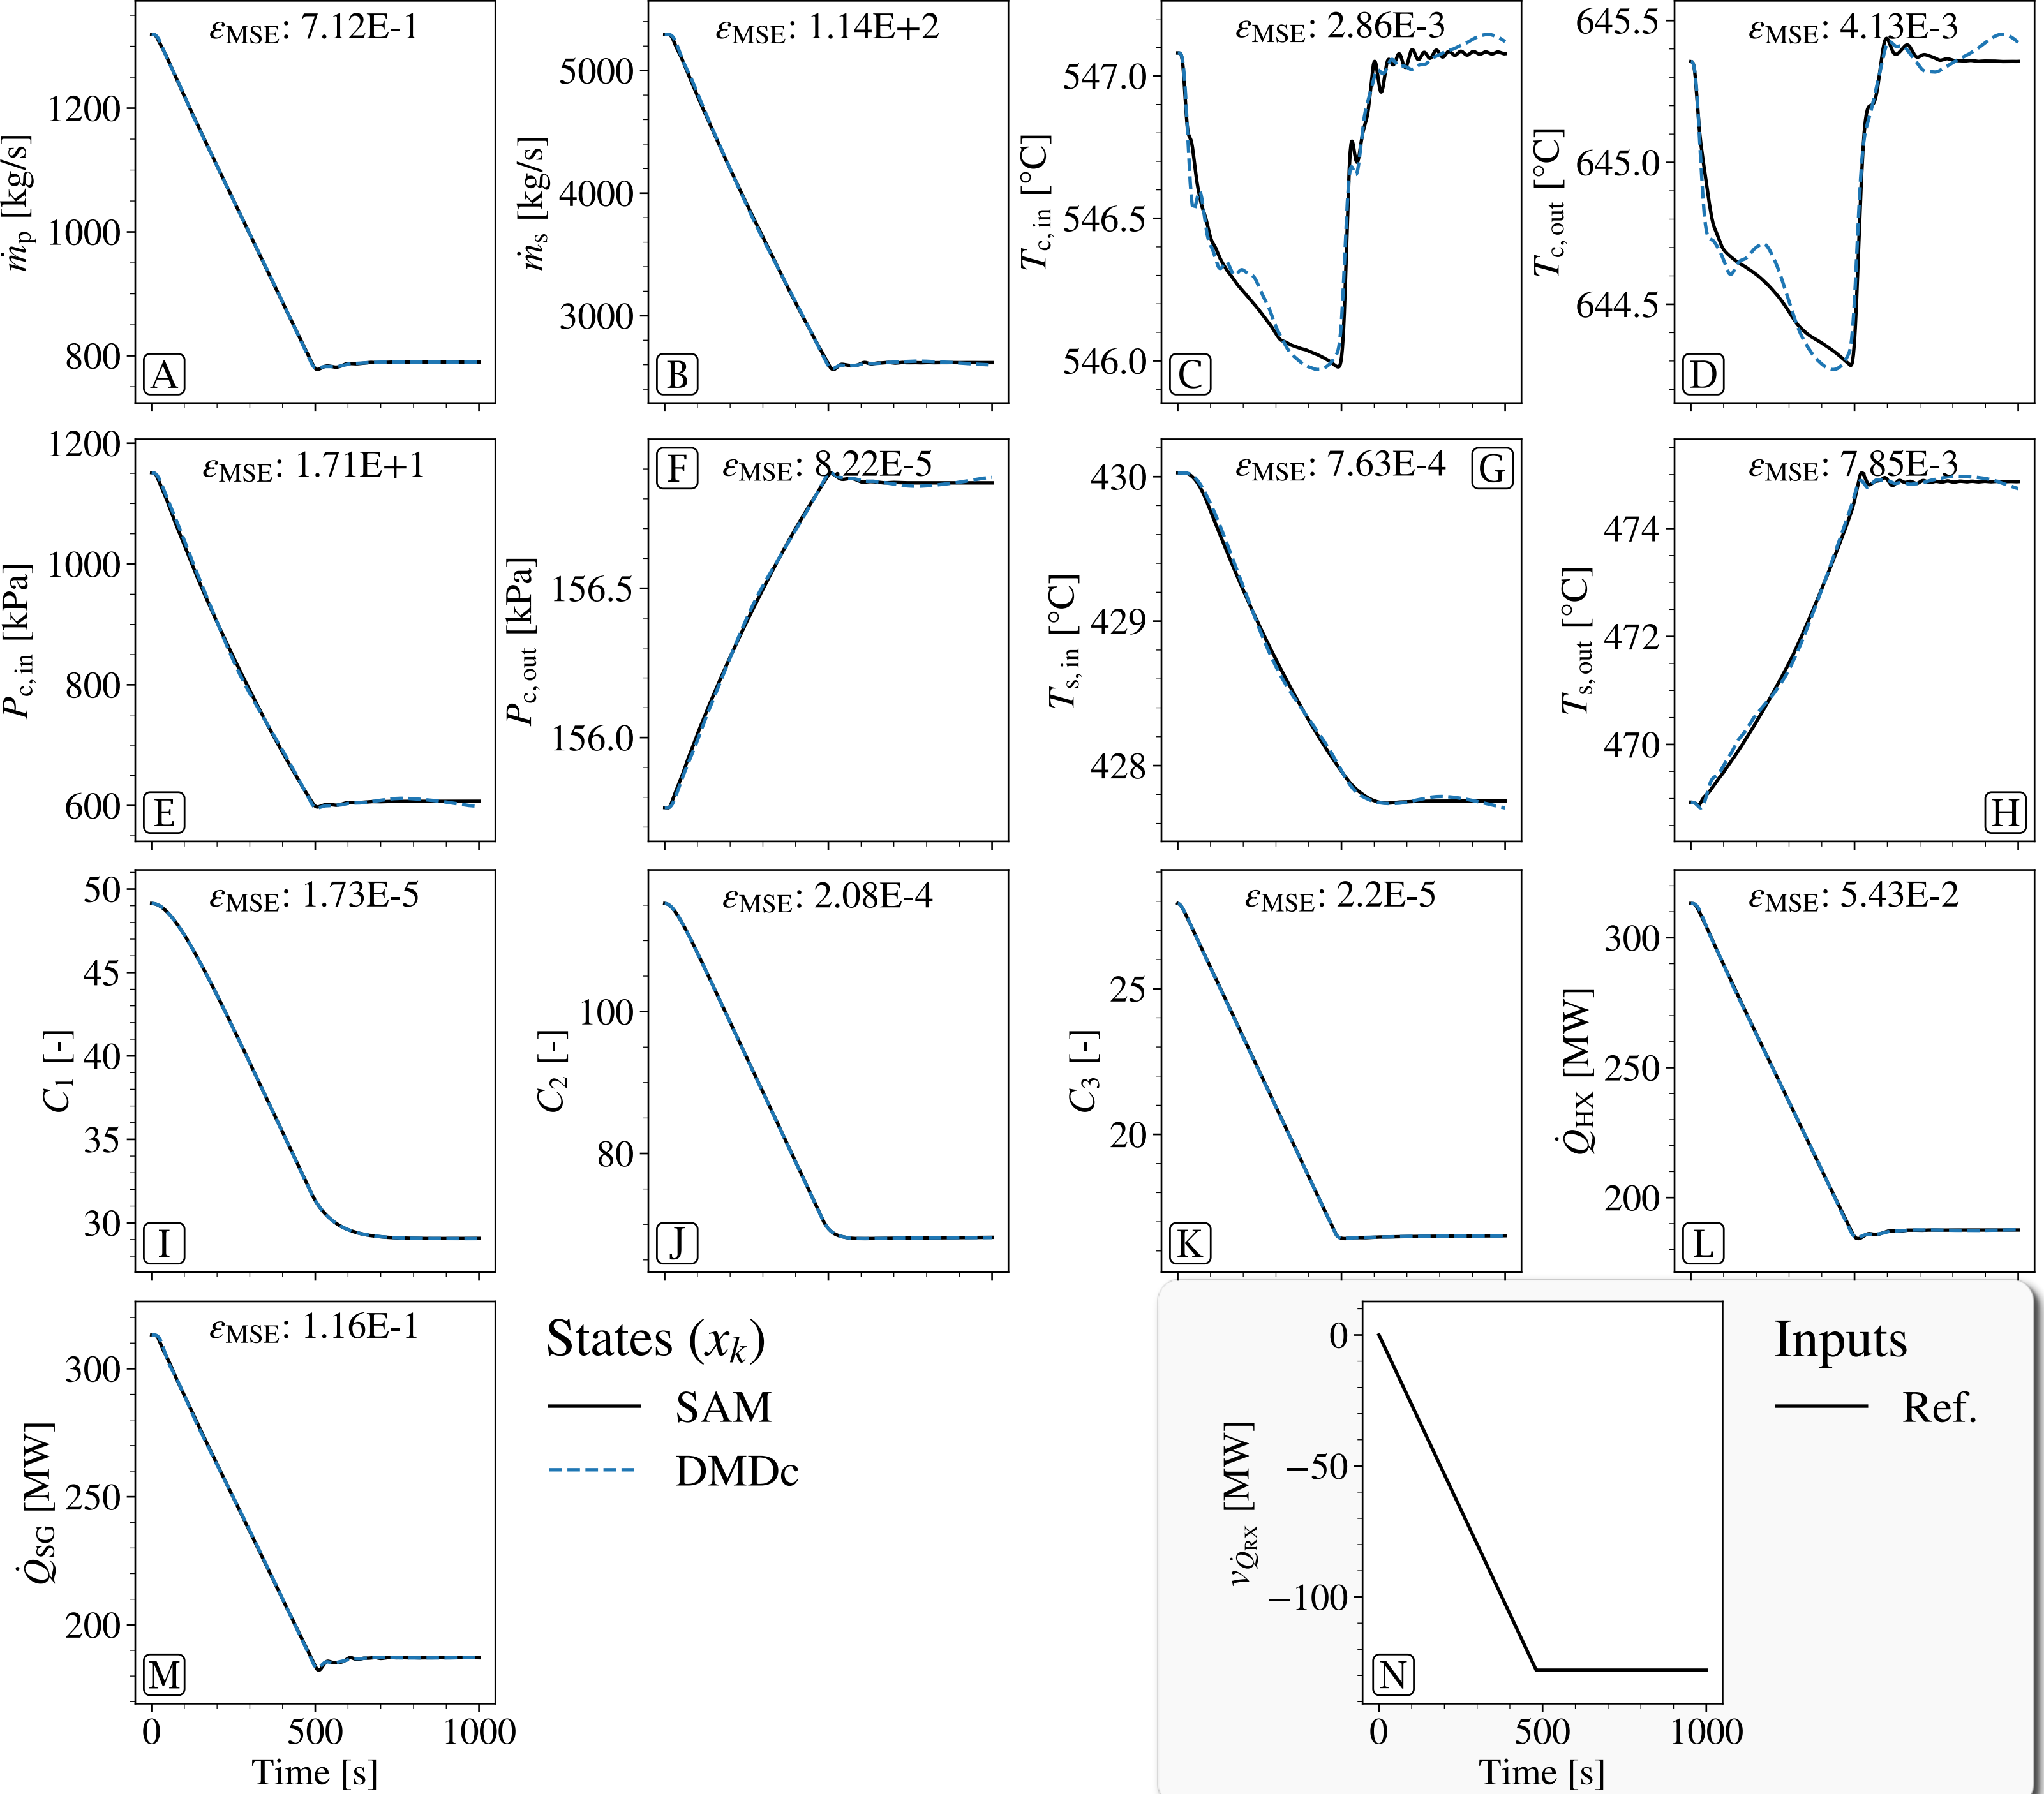 ε_MSE: 7.12E-1
1200
1000
800
ṁ_p [kg/s]
A
ε_MSE: 1.14E+2
5000
4000
3000
ṁ_s [kg/s]
B
ε_MSE: 2.86E-3
547.0
546.5
546.0
T_c,in [°C]
C
ε_MSE: 4.13E-3
645.5
645.0
644.5
T_c,out [°C]
D
ε_MSE: 1.71E+1
1200
1000
800
600
P_c,in [kPa]
E
F
ε_MSE: 8.22E-5
156.5
156.0
P_c,out [kPa]
ε_MSE: 7.63E-4
G
430
429
428
T_s,in [°C]
ε_MSE: 7.85E-3
474
472
470
T_s,out [°C]
H
ε_MSE: 1.73E-5
50
45
40
35
30
C_1 [-]
I
ε_MSE: 2.08E-4
100
80
C_2 [-]
J
ε_MSE: 2.2E-5
25
20
C_3 [-]
K
ε_MSE: 5.43E-2
300
250
200
Q̇_HX [MW]
L
ε_MSE: 1.16E-1
300
250
200
Q̇_SG [MW]
M
0 500 1000
Time [s]
States (x_k)
SAM
DMDc
0
−50
−100
v_Q̇_RX [MW]
N
0 500 1000
Time [s]
Inputs
Ref.